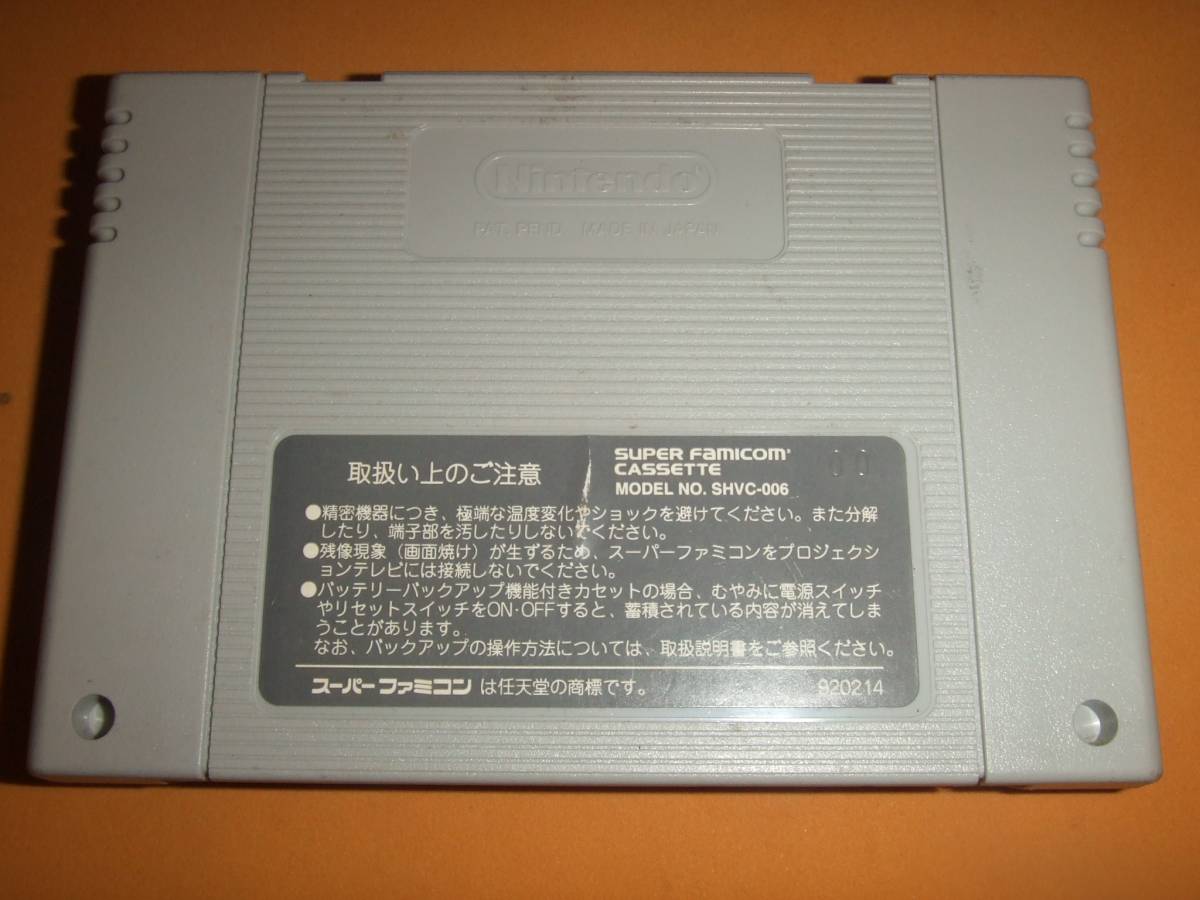 Nintendo
PAT. PEND. MADE IN JAPAN
取扱い上のご注意
SUPER FAMICOM
CASSETTE
MODEL NO. SHVC-006
●精密機器につき、極端な温度変化やショックを避けてください。また分解
したり、端子部を汚したりしないでください。
●残像現象（画面焼け）が生ずるため、スーパーファミコンをプロジェクシ
ョンテレビには接続しないでください。
●バッテリーバックアップ機能付きカセットの場合、むやみに電源スイッチ
やリセットスイッチをON・OFFすると、蓄積されている内容が消えてしま
うことがあります。
なお、バックアップの操作方法については、取扱説明書をご参照ください。
スーパーファミコン は任天堂の商標です。
920214